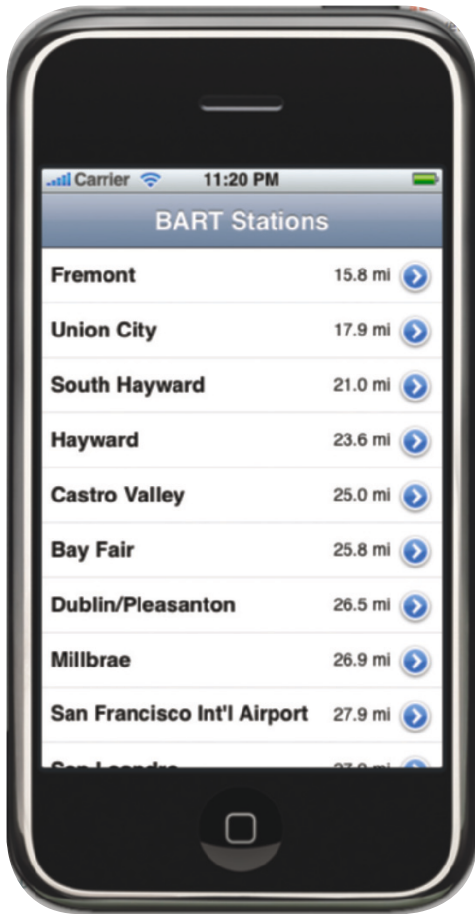 Carrier 11:20 PM
BART Stations
Fremont 15.8 mi
Union City 17.9 mi
South Hayward 21.0 mi
Hayward 23.6 mi
Castro Valley 25.0 mi
Bay Fair 25.8 mi
Dublin/Pleasanton 26.5 mi
Millbrae 26.9 mi
San Francisco Int'l Airport 27.9 mi
San Leandro